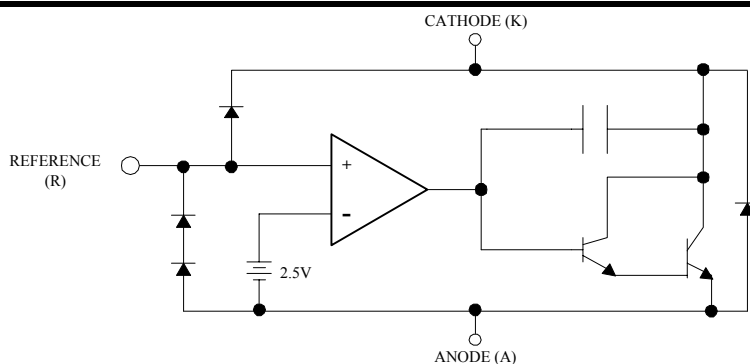 CATHODE (K)
REFERENCE
(R)
+
-
2.5V
ANODE (A)